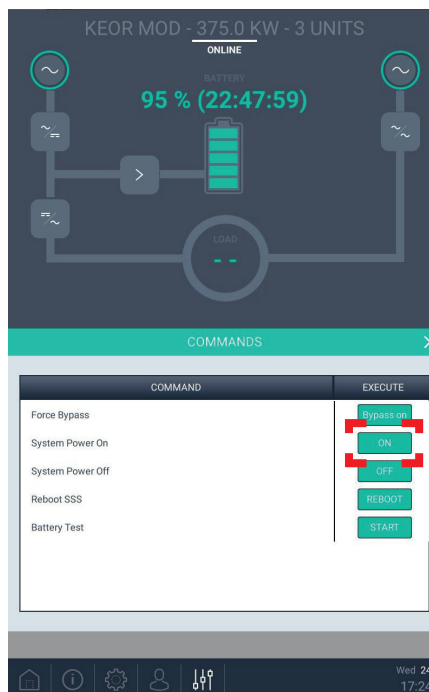 KEOR MOD - 375.0 KW - 3 UNITS
ONLINE
BATTERY
95 % (22:47:59)
LOAD
- -
COMMANDS
COMMAND EXECUTE
Force Bypass Bypass on
System Power On ON
System Power Off OFF
Reboot SSS REBOOT
Battery Test START
Wed 24
17:24